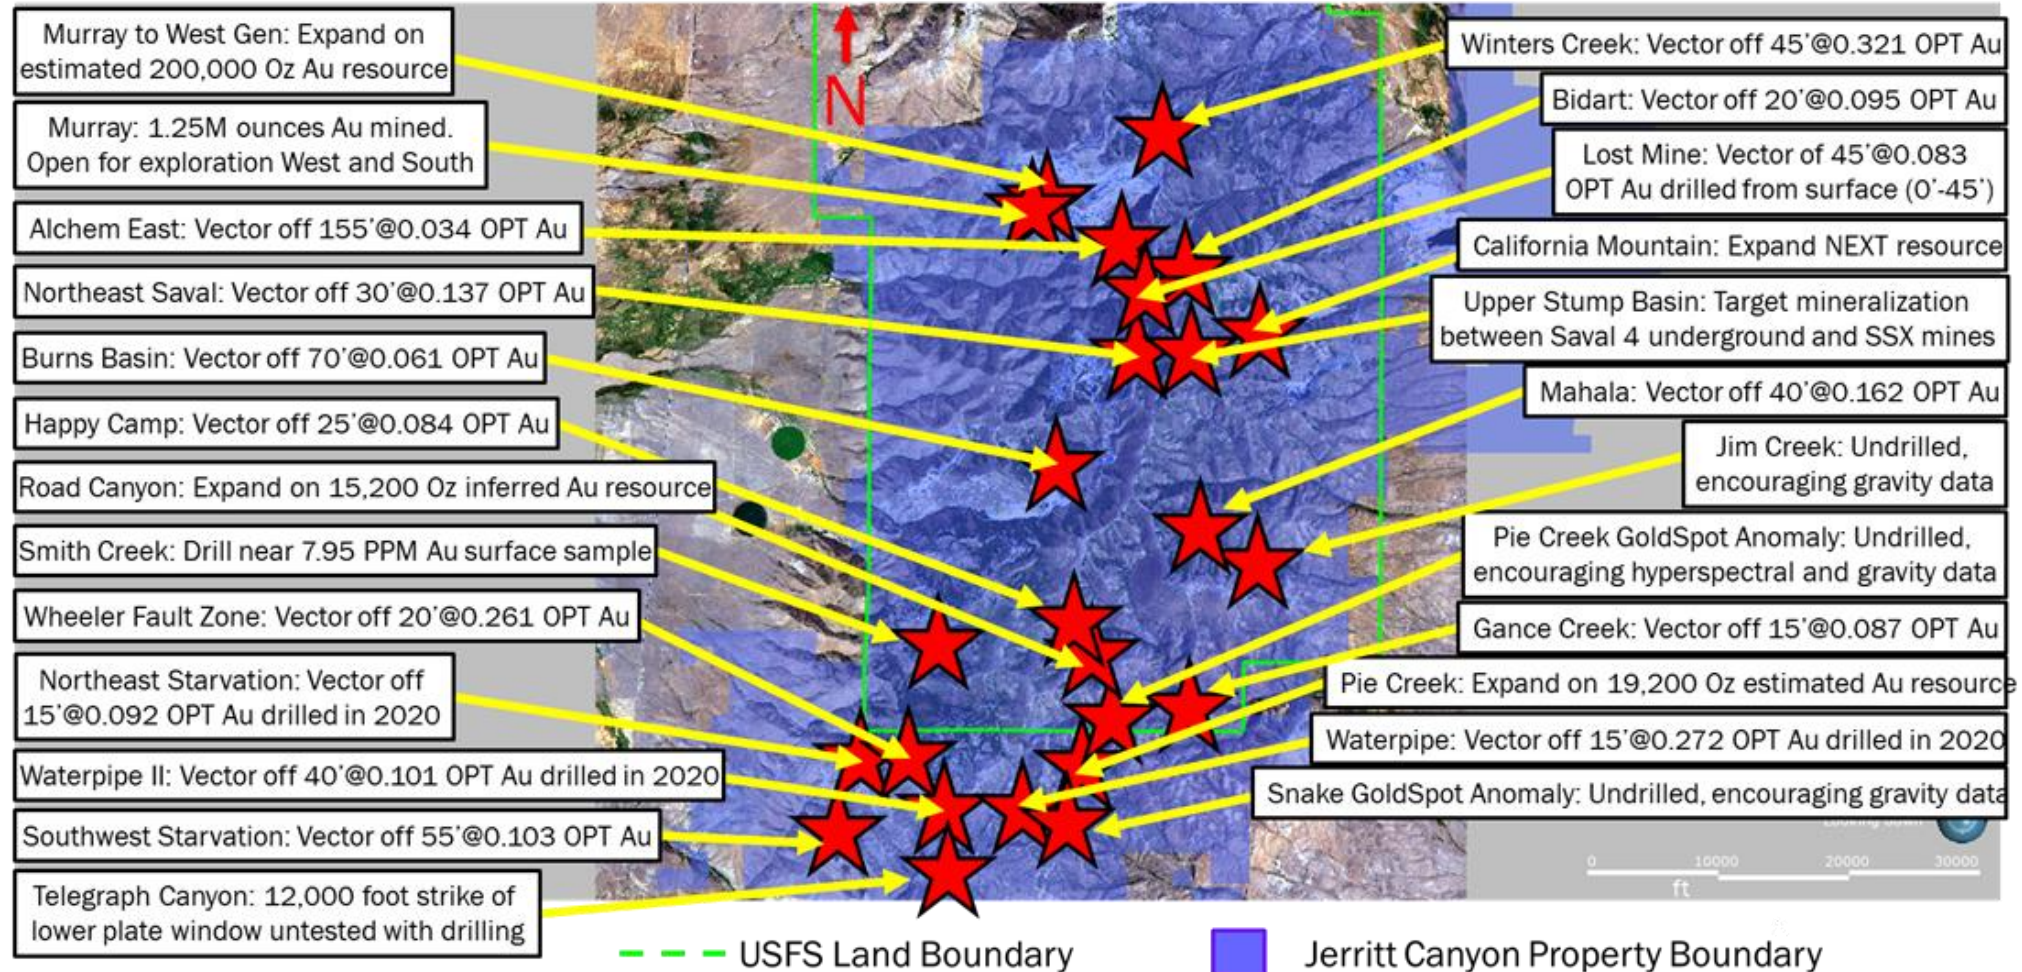 Murray to West Gen: Expand on
estimated 200,000 Oz Au resource
Murray: 1.25M ounces Au mined.
Open for exploration West and South
Alchem East: Vector off 155'@0.034 OPT Au
Northeast Saval: Vector off 30'@0.137 OPT Au
Burns Basin: Vector off 70'@0.061 OPT Au
Happy Camp: Vector off 25'@0.084 OPT Au
Road Canyon: Expand on 15,200 Oz inferred Au resource
Smith Creek: Drill near 7.95 PPM Au surface sample
Wheeler Fault Zone: Vector off 20'@0.261 OPT Au
Northeast Starvation: Vector off
15'@0.092 OPT Au drilled in 2020
Waterpipe II: Vector off 40'@0.101 OPT Au drilled in 2020
Southwest Starvation: Vector off 55'@0.103 OPT Au
Telegraph Canyon: 12,000 foot strike of
lower plate window untested with drilling
N
Winters Creek: Vector off 45'@0.321 OPT Au
Bidart: Vector off 20'@0.095 OPT Au
Lost Mine: Vector of 45'@0.083
OPT Au drilled from surface (0'-45')
California Mountain: Expand NEXT resource
Upper Stump Basin: Target mineralization
between Saval 4 underground and SSX mines
Mahala: Vector off 40'@0.162 OPT Au
Jim Creek: Undrilled,
encouraging gravity data
Pie Creek GoldSpot Anomaly: Undrilled,
encouraging hyperspectral and gravity data
Gance Creek: Vector off 15'@0.087 OPT Au
Pie Creek: Expand on 19,200 Oz estimated Au resource
Waterpipe: Vector off 15'@0.272 OPT Au drilled in 2020
Snake GoldSpot Anomaly: Undrilled, encouraging gravity data
0 10000 20000 30000
ft
USFS Land Boundary
Jerritt Canyon Property Boundary